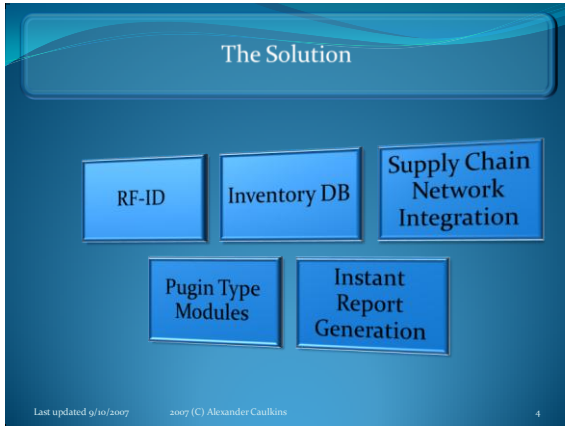 The Solution
RF-ID
Inventory DB
Supply Chain
Network
Integration
Pugin Type
Modules
Instant
Report
Generation
Last updated 9/10/2007
2007 (C) Alexander Caulkins
4